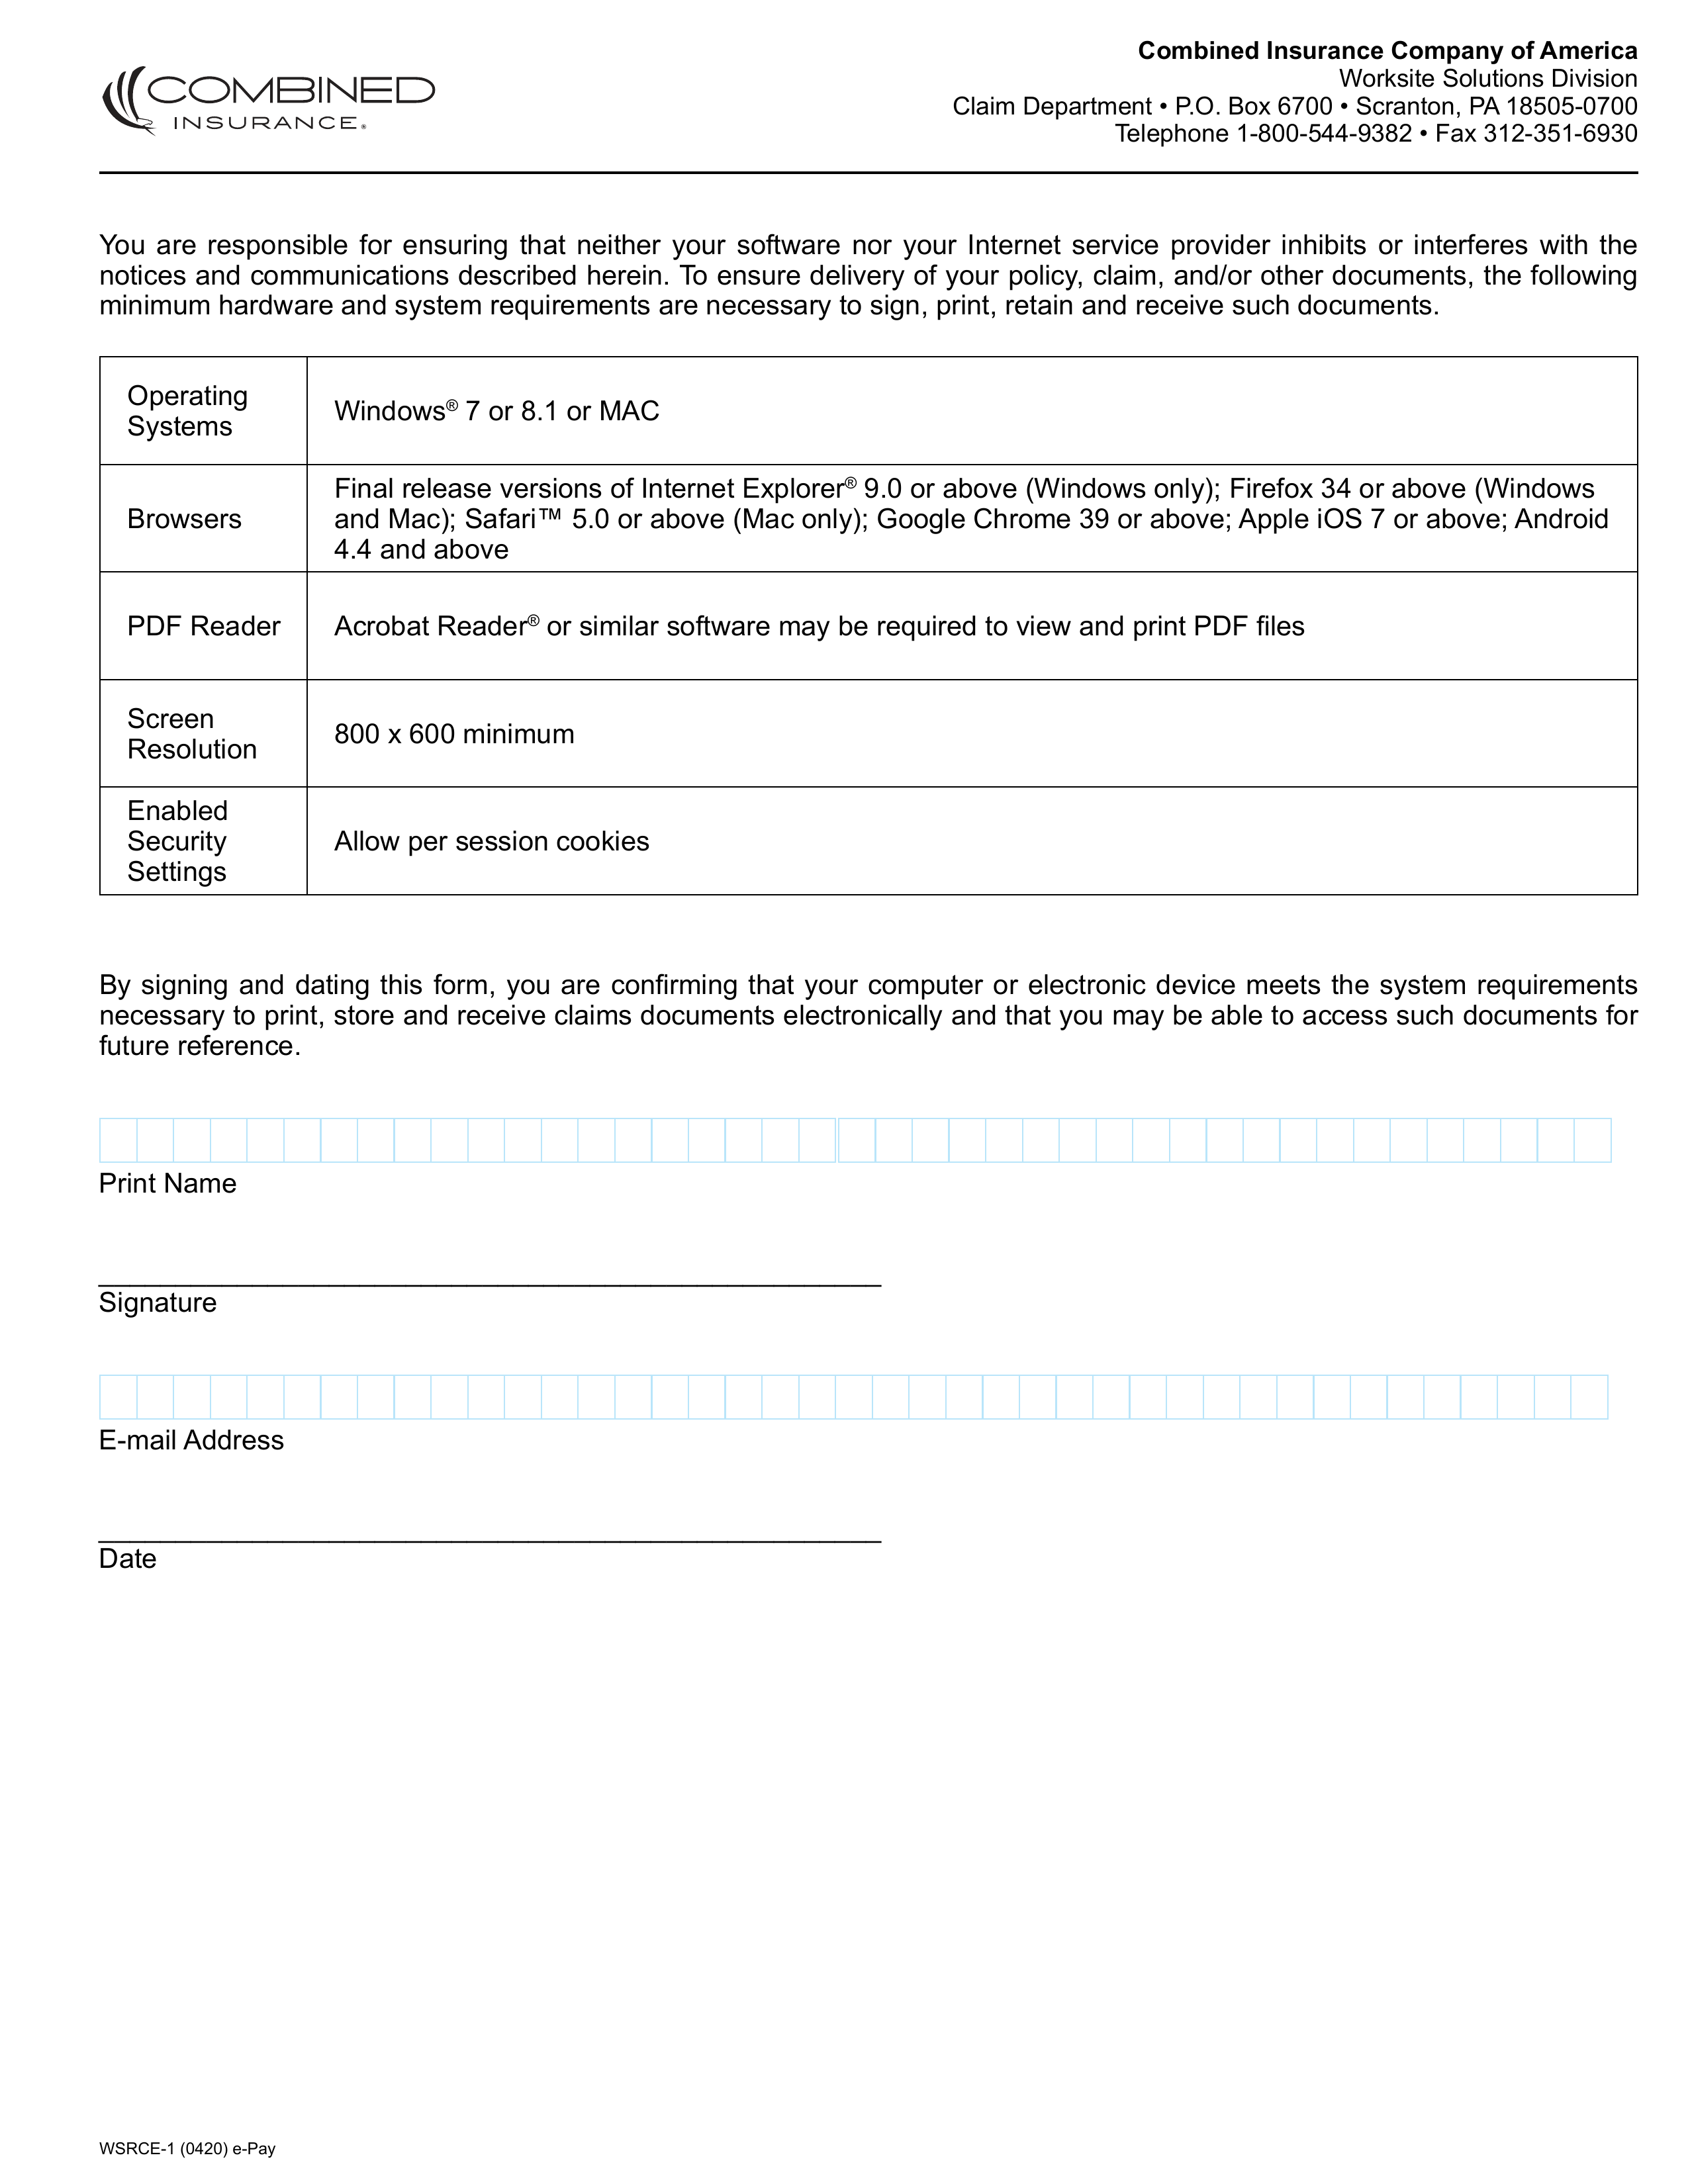 COMBINED
INSURANCE®
Combined Insurance Company of America
Worksite Solutions Division
Claim Department • P.O. Box 6700 • Scranton, PA 18505-0700
Telephone 1-800-544-9382 • Fax 312-351-6930
You are responsible for ensuring that neither your software nor your Internet service provider inhibits or interferes with the
notices and communications described herein. To ensure delivery of your policy, claim, and/or other documents, the following
minimum hardware and system requirements are necessary to sign, print, retain and receive such documents.
Operating
Systems
Windows® 7 or 8.1 or MAC
Browsers
Final release versions of Internet Explorer® 9.0 or above (Windows only); Firefox 34 or above (Windows
and Mac); Safari™ 5.0 or above (Mac only); Google Chrome 39 or above; Apple iOS 7 or above; Android
4.4 and above
PDF Reader
Acrobat Reader® or similar software may be required to view and print PDF files
Screen
Resolution
800 x 600 minimum
Enabled
Security
Settings
Allow per session cookies
By signing and dating this form, you are confirming that your computer or electronic device meets the system requirements
necessary to print, store and receive claims documents electronically and that you may be able to access such documents for
future reference.
Print Name
Signature
E-mail Address
Date
WSRCE-1 (0420) e-Pay